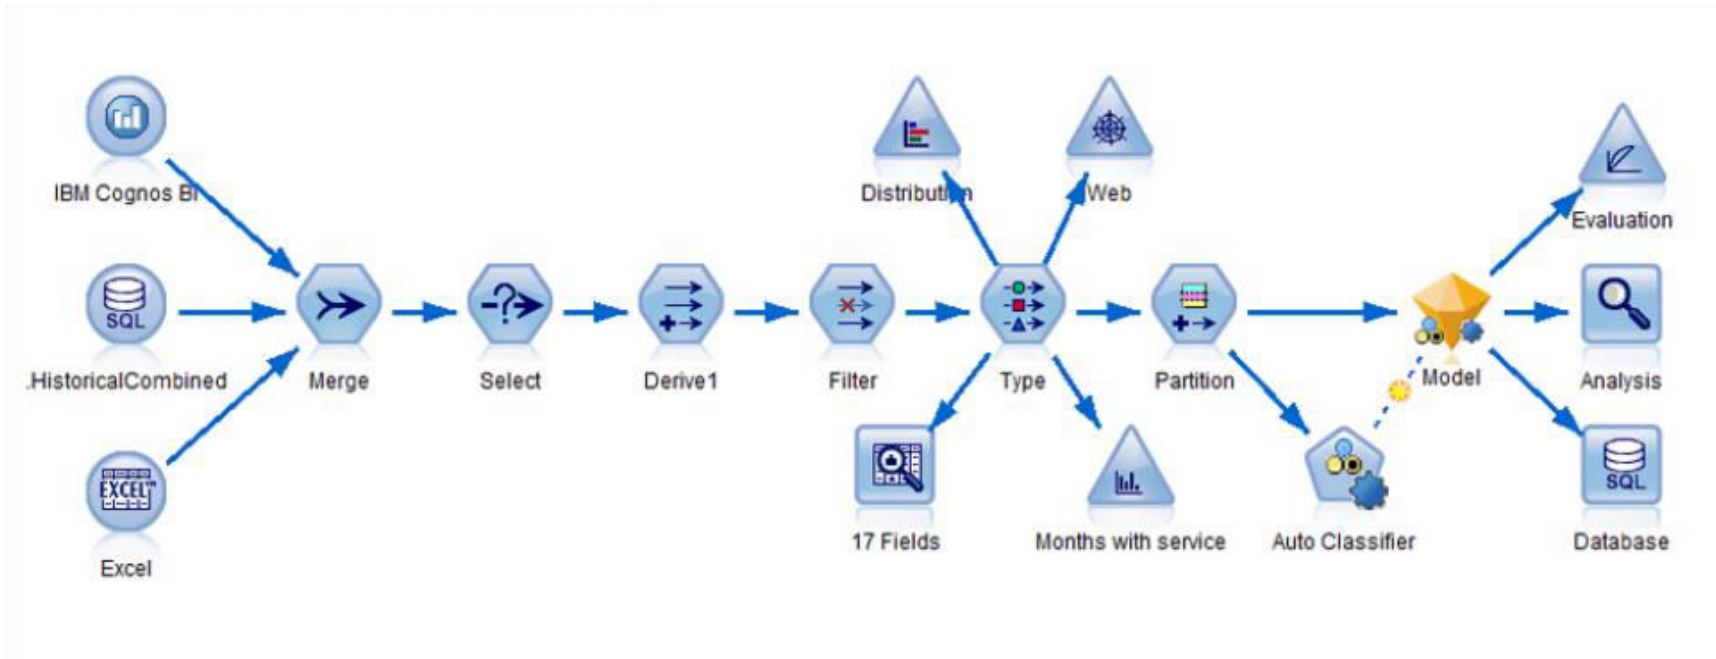 IBM Cognos BI
SQL
.HistoricalCombined
EXCEL™
Excel
Merge
Select
Derive1
Filter
Distribution
Web
Type
17 Fields
Months with service
Partition
Auto Classifier
Model
Evaluation
Analysis
SQL
Database